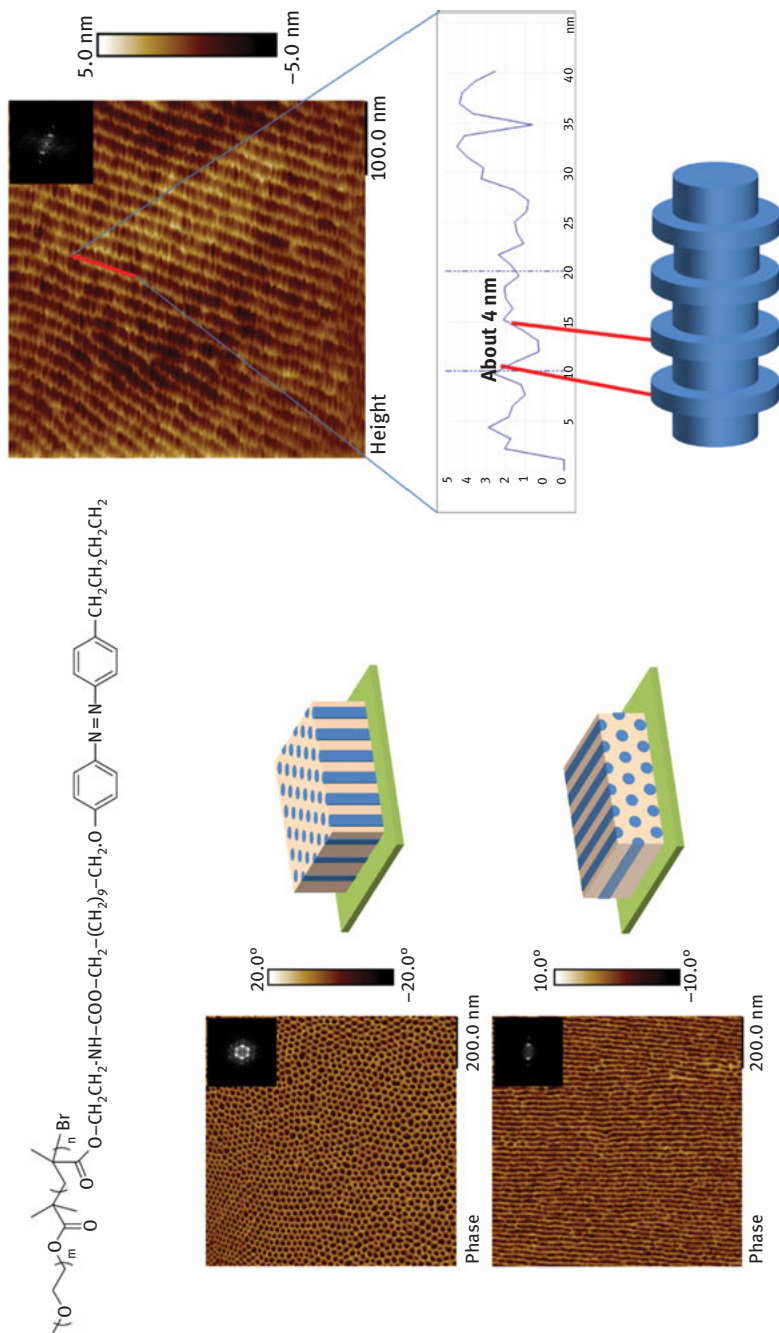 Br
n
O
O–CH₂CH₂–NH–COO–CH₂–(CH₂)₉–CH₂·O
N=N
CH₂CH₂CH₂CH₂
O
O
m
O
Phase
200.0 nm
20.0°
−20.0°
Phase
200.0 nm
10.0°
−10.0°
Height
100.0 nm
5.0 nm
−5.0 nm
About 4 nm
5
4
3
2
1
0
0
5 10 15 20 25 30 35 40 nm